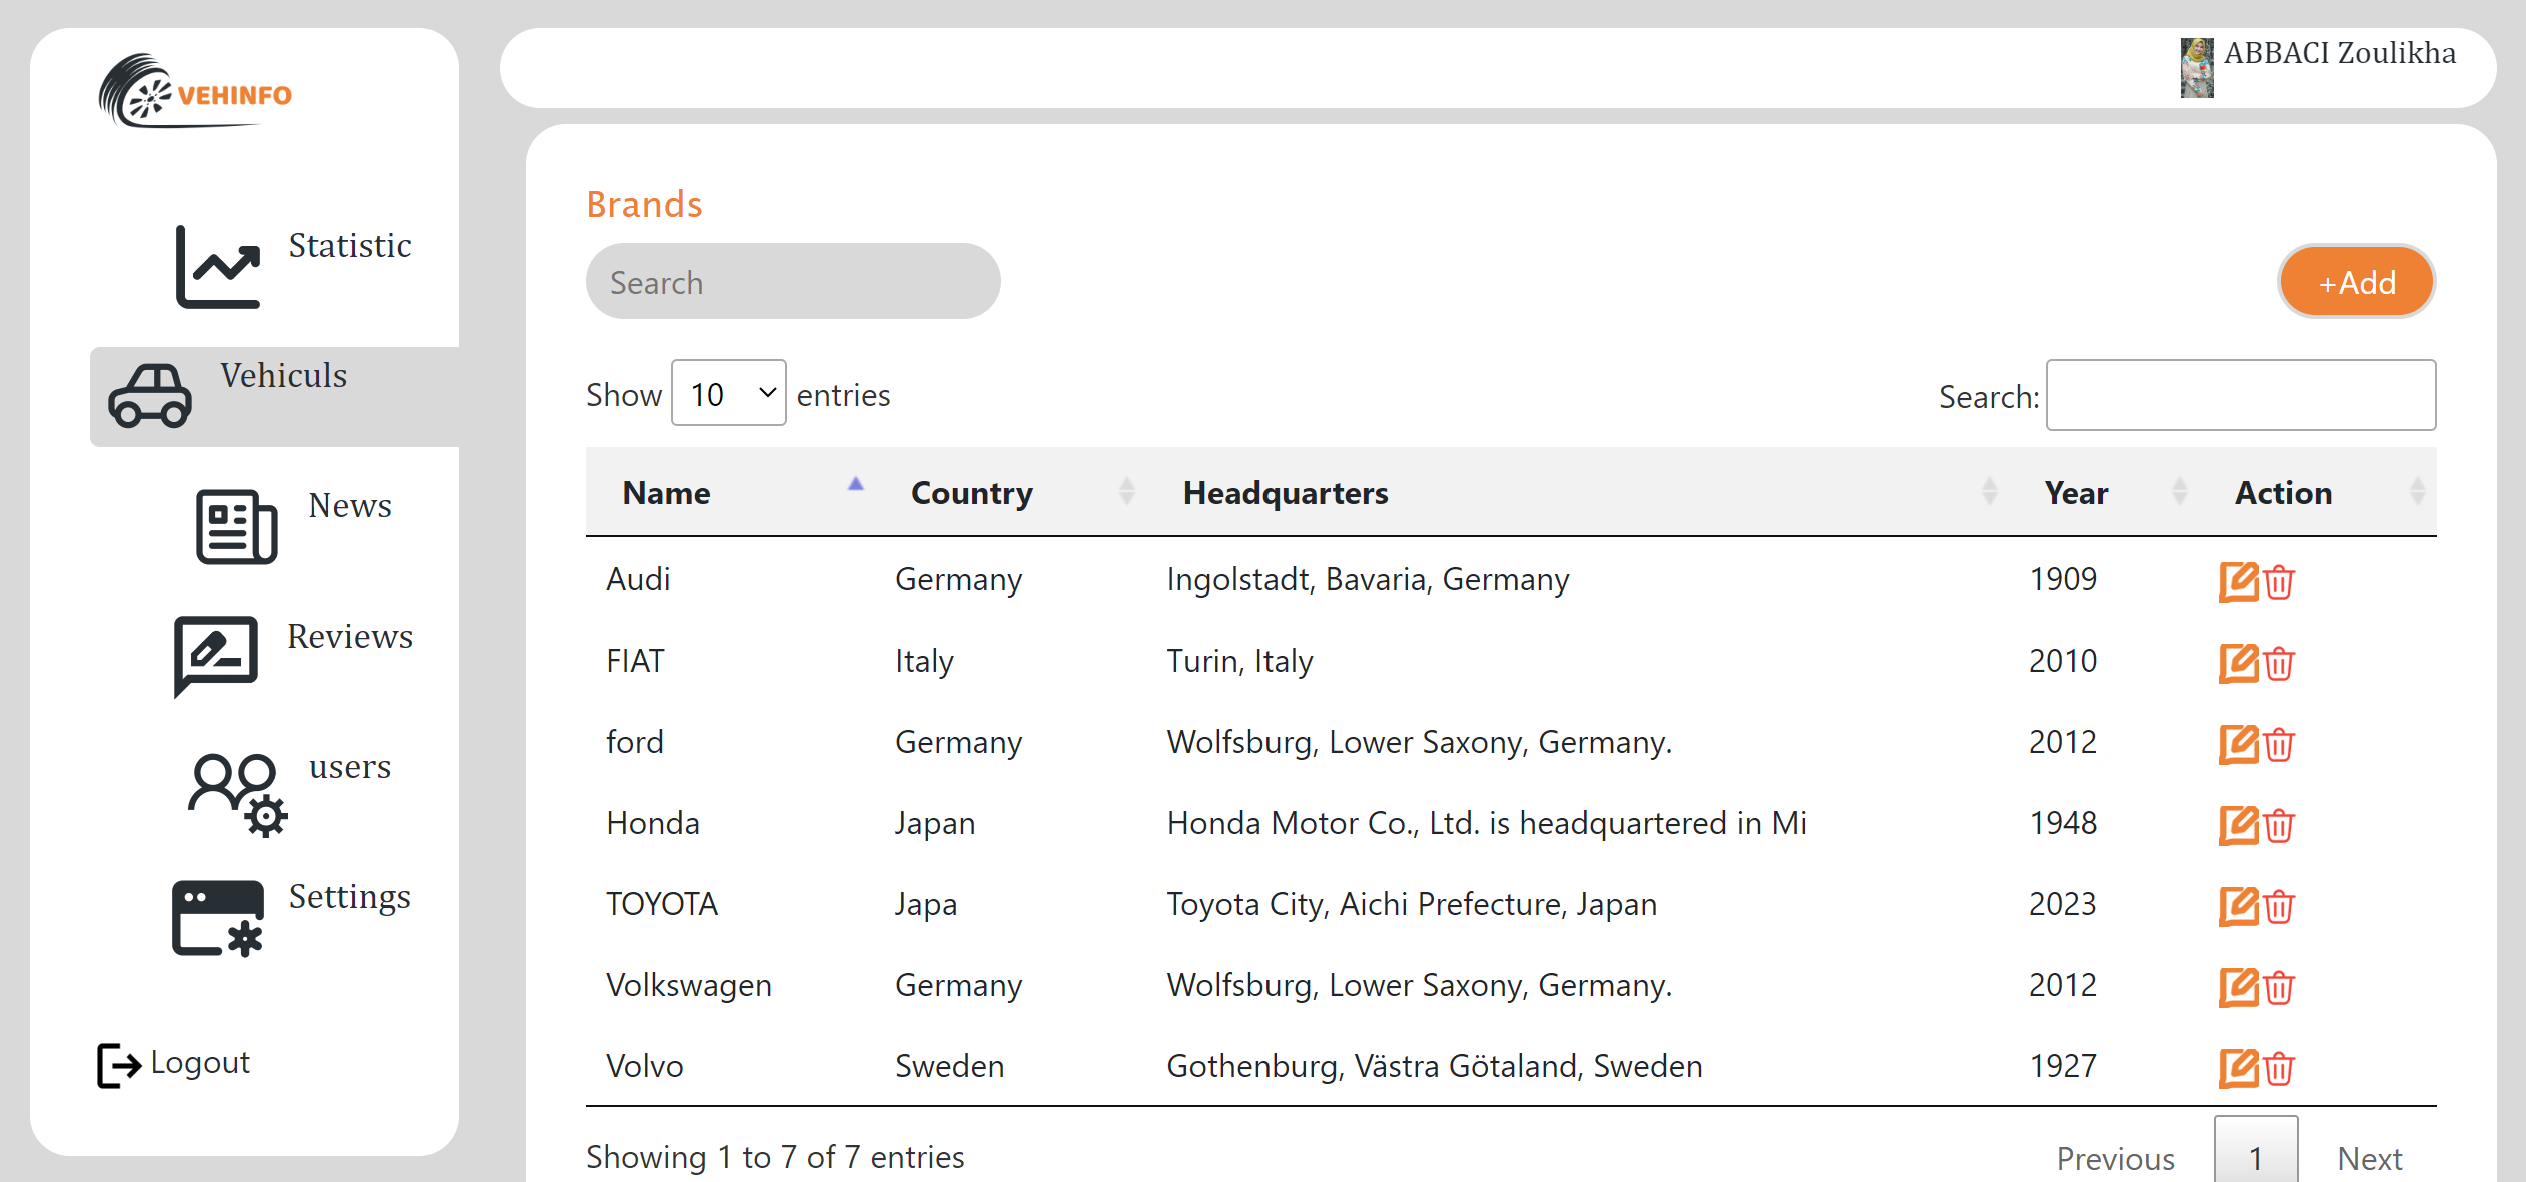 VEHINFO
ABBACI Zoulikha
Statistic
Vehiculs
News
Reviews
users
Settings
Logout
Brands
Search
+Add
Show 10 entries
Search:
Name Country Headquarters Year Action
Audi Germany Ingolstadt, Bavaria, Germany 1909
FIAT Italy Turin, Italy 2010
ford Germany Wolfsburg, Lower Saxony, Germany. 2012
Honda Japan Honda Motor Co., Ltd. is headquartered in Mi 1948
TOYOTA Japa Toyota City, Aichi Prefecture, Japan 2023
Volkswagen Germany Wolfsburg, Lower Saxony, Germany. 2012
Volvo Sweden Gothenburg, Västra Götaland, Sweden 1927
Showing 1 to 7 of 7 entries
Previous 1 Next